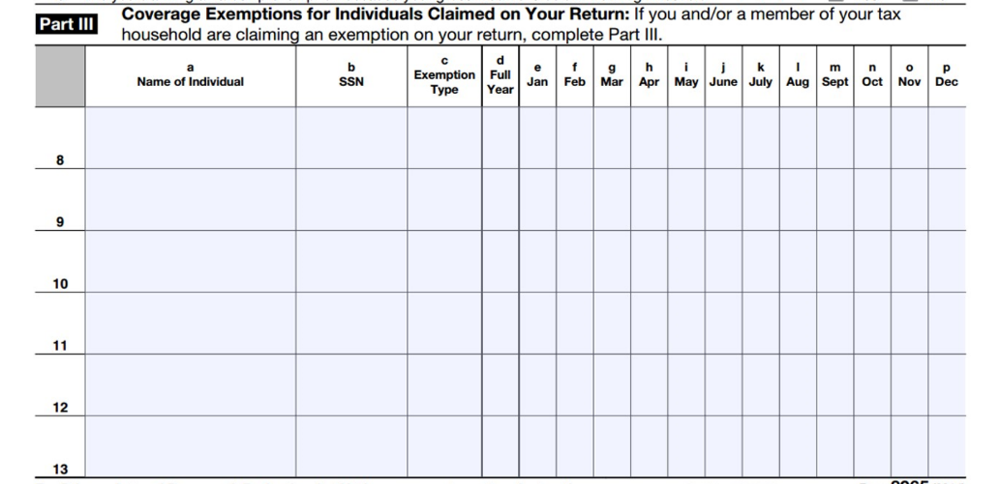 Part III Coverage Exemptions for Individuals Claimed on Your Return: If you and/or a member of your tax
household are claiming an exemption on your return, complete Part III.
a b c d e f g h i j k l m n o p
Name of Individual SSN Exemption Type Full Year Jan Feb Mar Apr May June July Aug Sept Oct Nov Dec
8
9
10
11
12
13